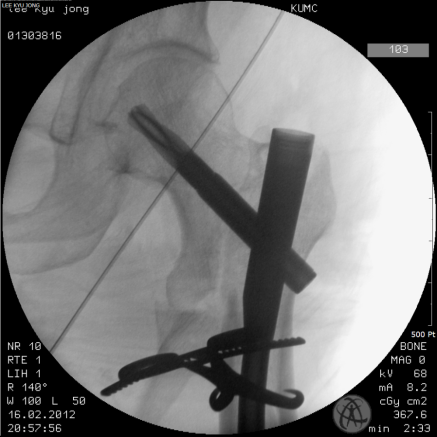 LEE KYU JONG
Lee Kyu jong
KUMC
01303816
103
500 Pt
NR 10
RTE 1
LIH 1
R 140°
W 100 L 50
16.02.2012
20:57:56
BONE
MAG 0
kV 68
mA 8.2
cGy cm2
367.6
min 2:33